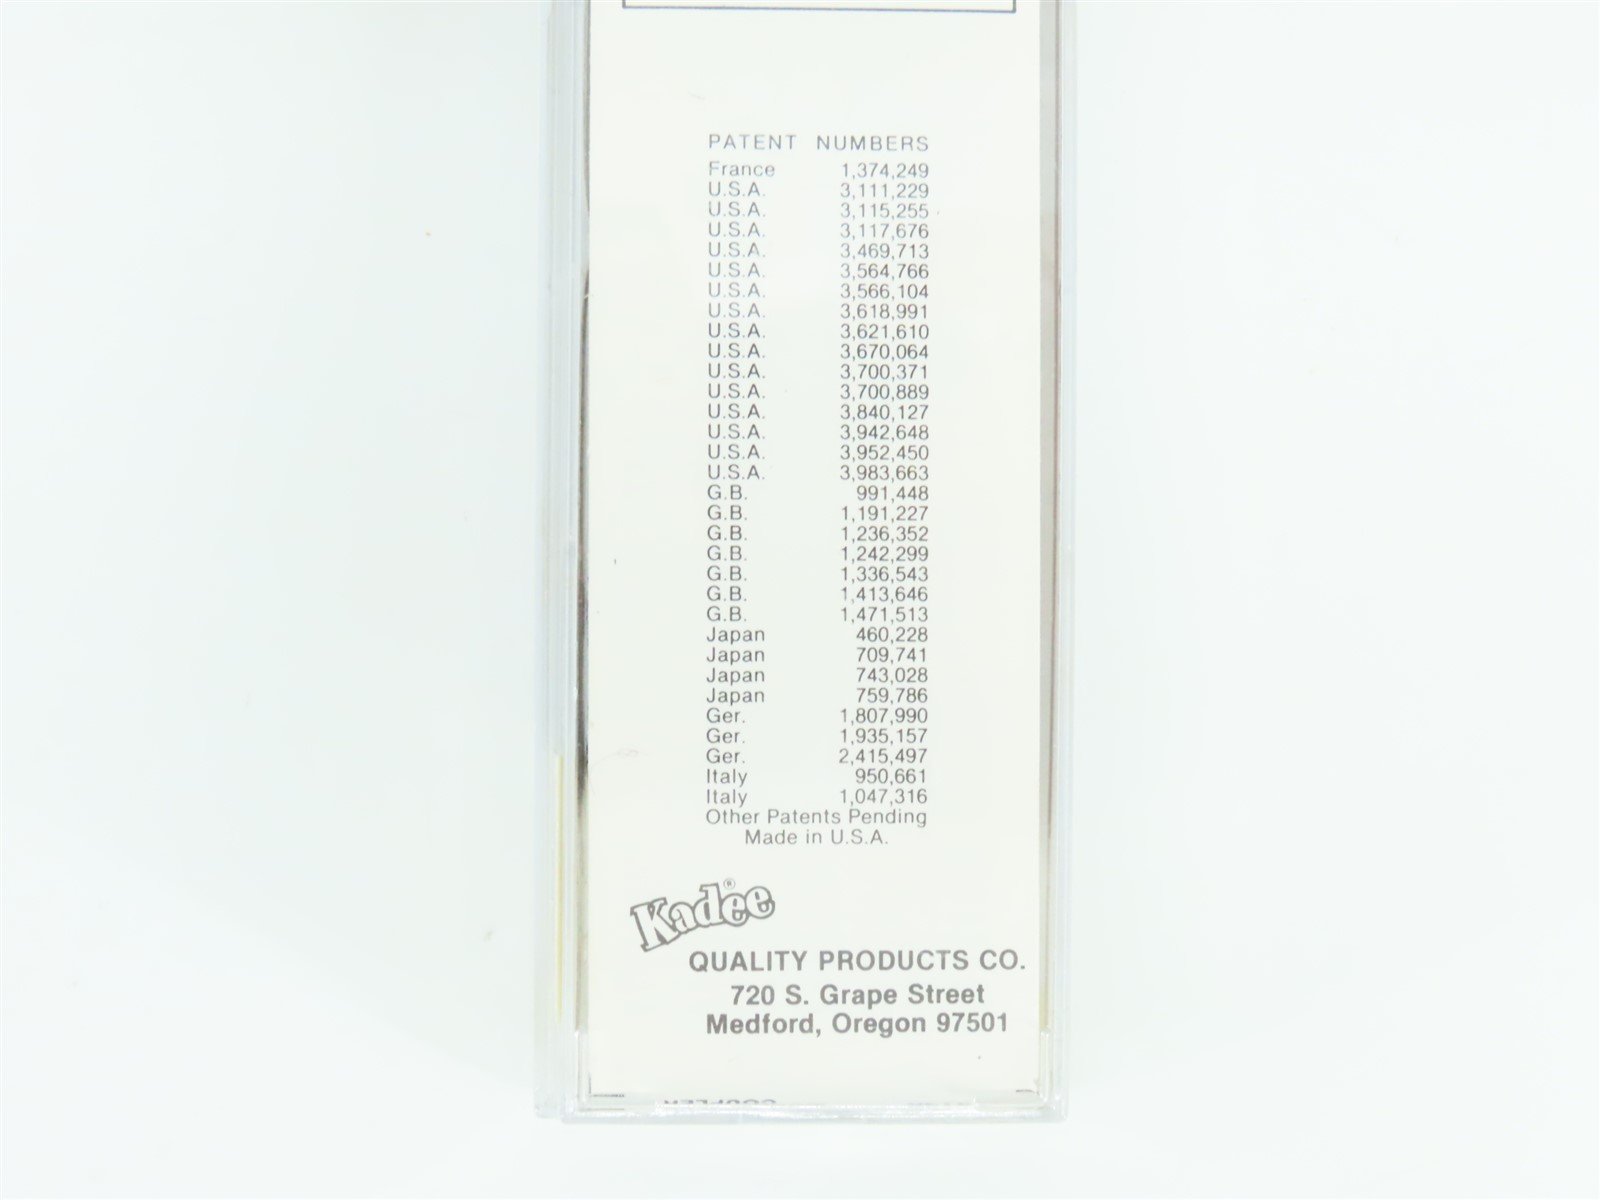 PATENT NUMBERS
France 1,374,249
U.S.A. 3,111,229
U.S.A. 3,115,255
U.S.A. 3,117,676
U.S.A. 3,469,713
U.S.A. 3,564,766
U.S.A. 3,566,104
U.S.A. 3,618,991
U.S.A. 3,621,610
U.S.A. 3,670,064
U.S.A. 3,700,371
U.S.A. 3,700,889
U.S.A. 3,840,127
U.S.A. 3,942,648
U.S.A. 3,952,450
U.S.A. 3,983,663
G.B. 991,448
G.B. 1,191,227
G.B. 1,236,352
G.B. 1,242,299
G.B. 1,336,543
G.B. 1,413,646
G.B. 1,471,513
Japan 460,228
Japan 709,741
Japan 743,028
Japan 759,786
Ger. 1,807,990
Ger. 1,935,157
Ger. 2,415,497
Italy 950,661
Italy 1,047,316
Other Patents Pending
Made in U.S.A.
Kadee®
QUALITY PRODUCTS CO.
720 S. Grape Street
Medford, Oregon 97501